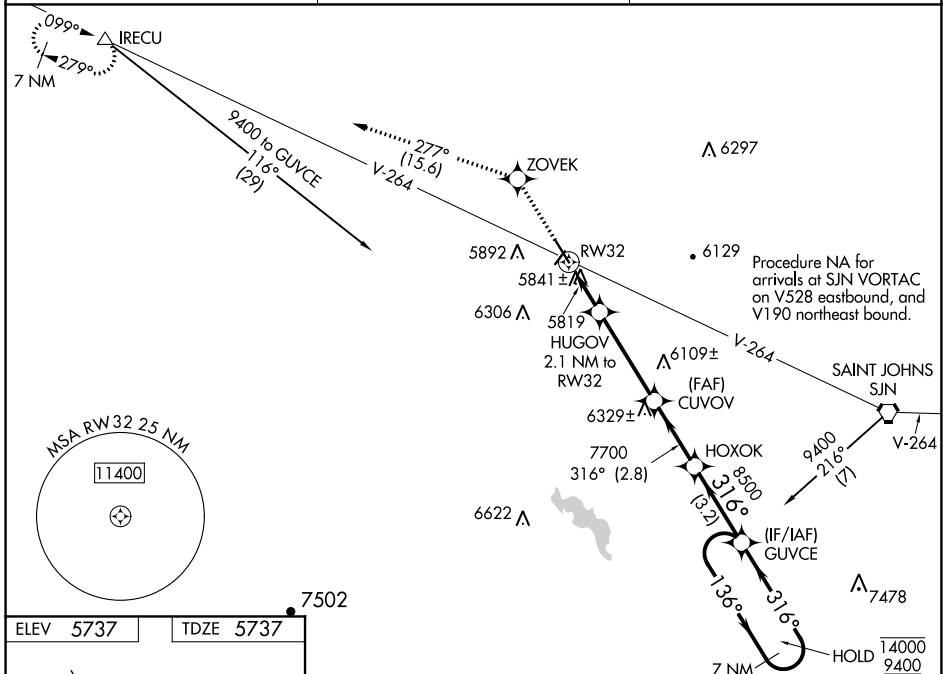 099°
IRECU
279°
7 NM
9400 to GUVCE
116°
(29)
V-264
277°
(15.6)
ZOVEK
6297
5892
RW32
6129
5841±
Procedure NA for
arrivals at SJN VORTAC
on V528 eastbound, and
V190 northeast bound.
6306
5819
HUGOV
2.1 NM to
RW32
V-264
6109±
SAINT JOHNS
SJN
(FAF)
CUVOV
6329±
V-264
MSA RW32 25 NM
11400
7700
316° (2.8)
HOXOK
8500
316°
(3.2)
9400
216°
(7)
6622
(IF/IAF)
GUVCE
136°
316°
7478
7502
ELEV 5737
TDZE 5737
7 NM
HOLD
14000
9400